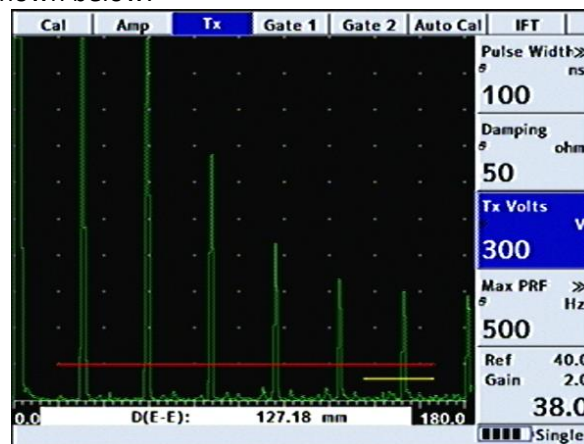 Cal Amp Tx Gate 1 Gate 2 Auto Cal IFT
Pulse Width
ns
100
Damping
ohm
50
Tx Volts
V
300
Max PRF
Hz
500
Ref 40.0
Gain 2.0
38.0
0.0 D(E-E): 127.18 mm 180.0
Single